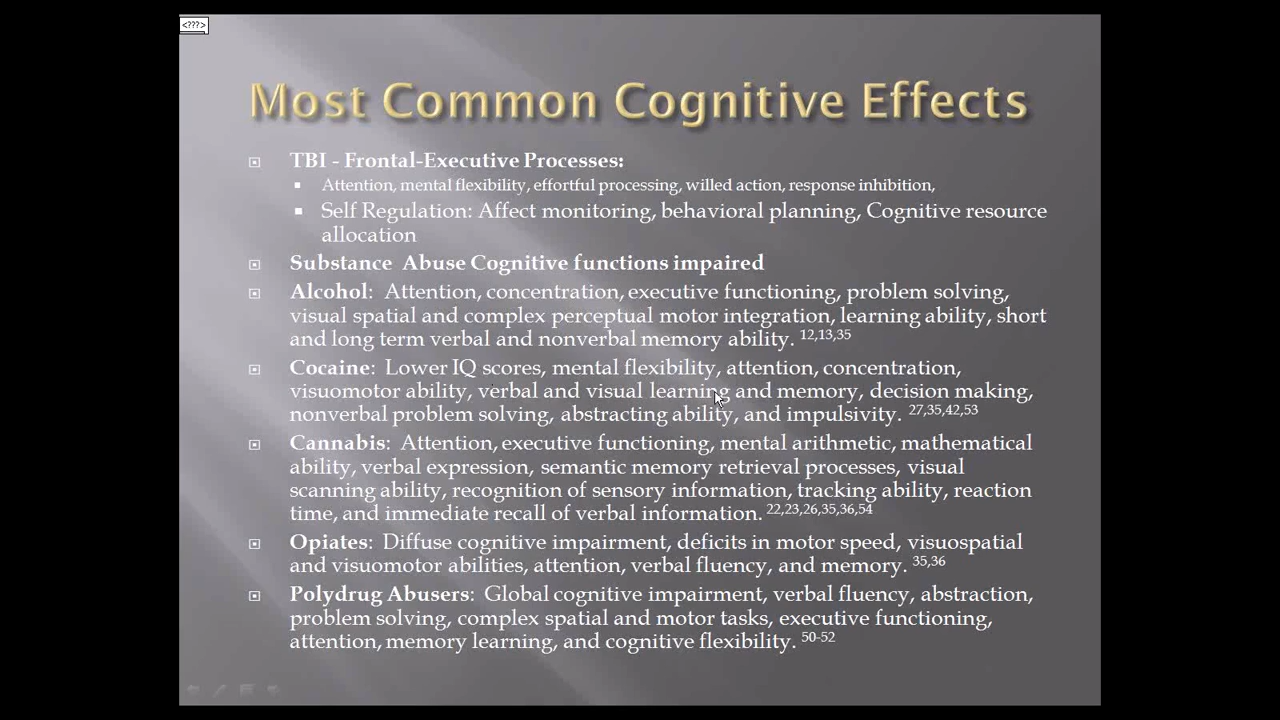 <???>
Most Common Cognitive Effects
TBI - Frontal-Executive Processes:
Attention, mental flexibility, effortful processing, willed action, response inhibition,
Self Regulation: Affect monitoring, behavioral planning, Cognitive resource
allocation
Substance  Abuse Cognitive functions impaired
Alcohol:  Attention, concentration, executive functioning, problem solving,
visual spatial and complex perceptual motor integration, learning ability, short
and long term verbal and nonverbal memory ability. 12,13,35
Cocaine:  Lower IQ scores, mental flexibility, attention, concentration,
visuomotor ability, verbal and visual learning and memory, decision making,
nonverbal problem solving, abstracting ability, and impulsivity. 27,35,42,53
Cannabis:  Attention, executive functioning, mental arithmetic, mathematical
ability, verbal expression, semantic memory retrieval processes, visual
scanning ability, recognition of sensory information, tracking ability, reaction
time, and immediate recall of verbal information. 22,23,26,35,36,54
Opiates:  Diffuse cognitive impairment, deficits in motor speed, visuospatial
and visuomotor abilities, attention, verbal fluency, and memory. 35,36
Polydrug Abusers:  Global cognitive impairment, verbal fluency, abstraction,
problem solving, complex spatial and motor tasks, executive functioning,
attention, memory learning, and cognitive flexibility. 50-52